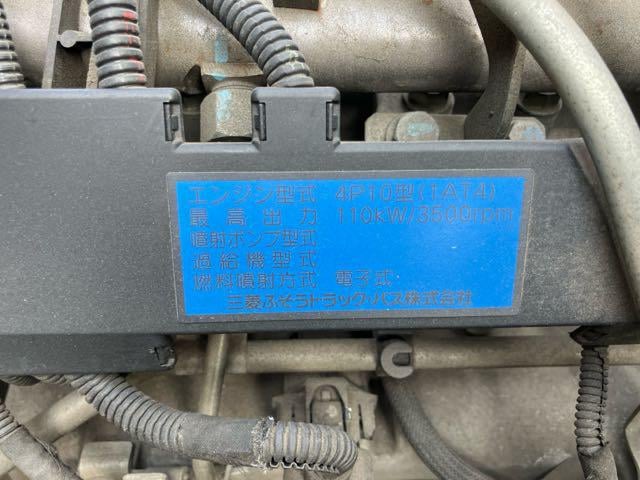 エンジン型式 4P10型(1AT4)
最高出力 110kW/3500rpm
噴射ポンプ型式
過給機型式
燃料噴射方式 電子式
三菱ふそうトラック・バス株式会社